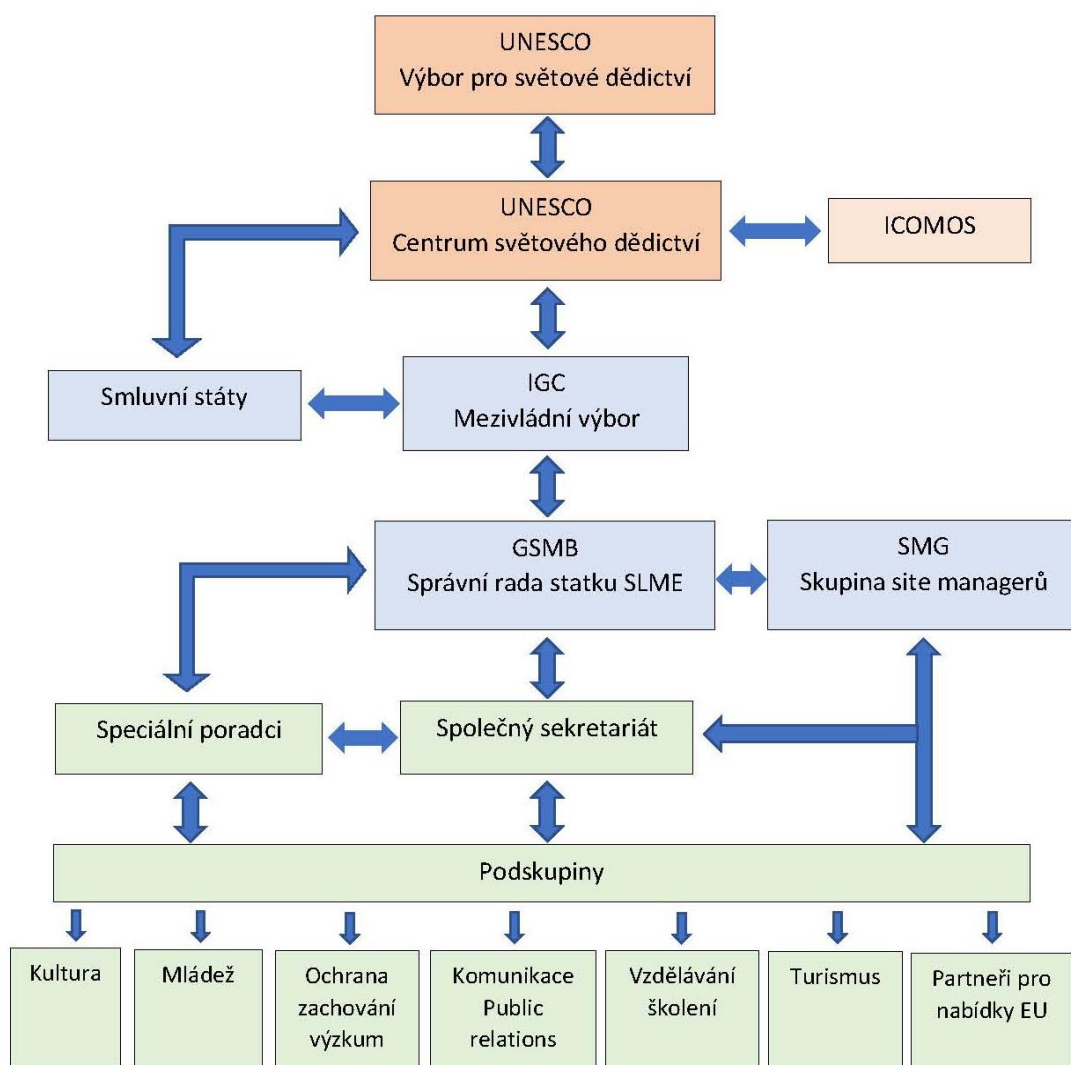 UNESCO
Výbor pro světové dědictví
UNESCO
Centrum světového dědictví
ICOMOS
Smluvní státy
IGC
Mezivládní výbor
GSMB
Správní rada statku SLME
SMG
Skupina site managerů
Speciální poradci
Společný sekretariát
Podskupiny
Kultura
Mládež
Ochrana
zachování
výzkum
Komunikace
Public
relations
Vzdělávání
školení
Turismus
Partneři pro
nabídky EU